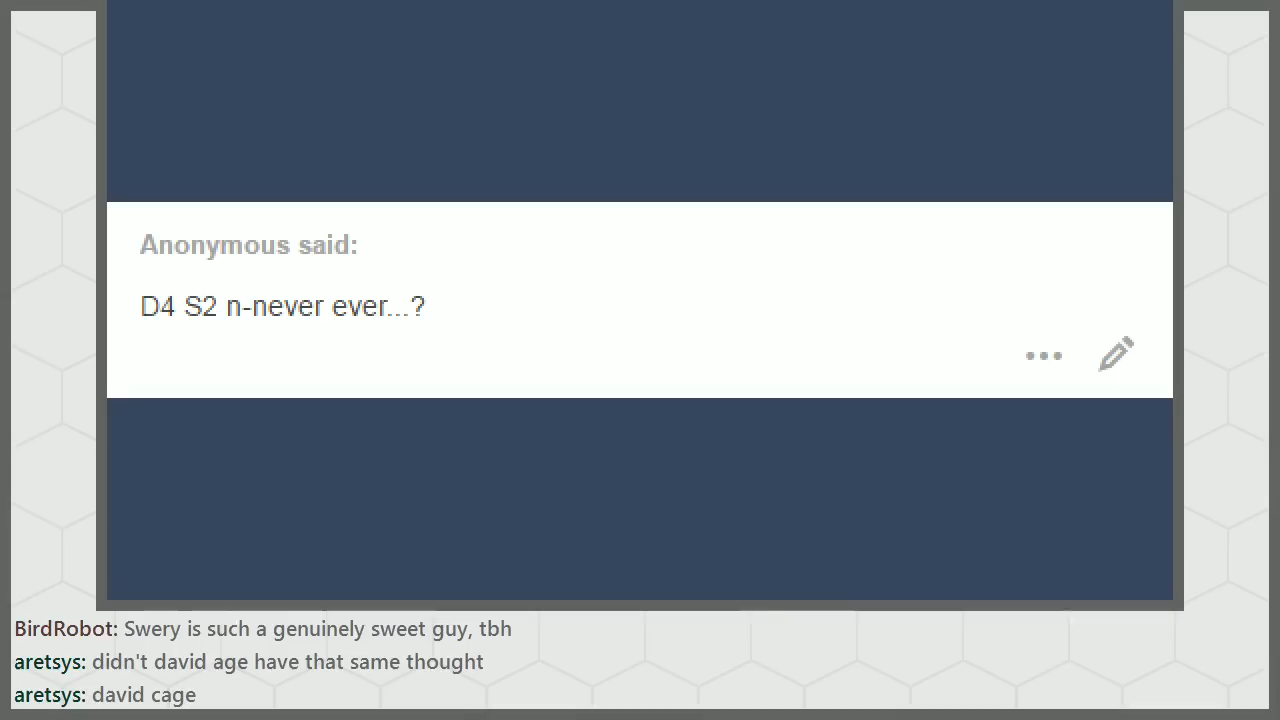 Anonymous said:
D4 S2 n-never ever...?
BirdRobot: Swery is such a genuinely sweet guy, tbh
aretsys: didn't david age have that same thought
aretsys: david cage